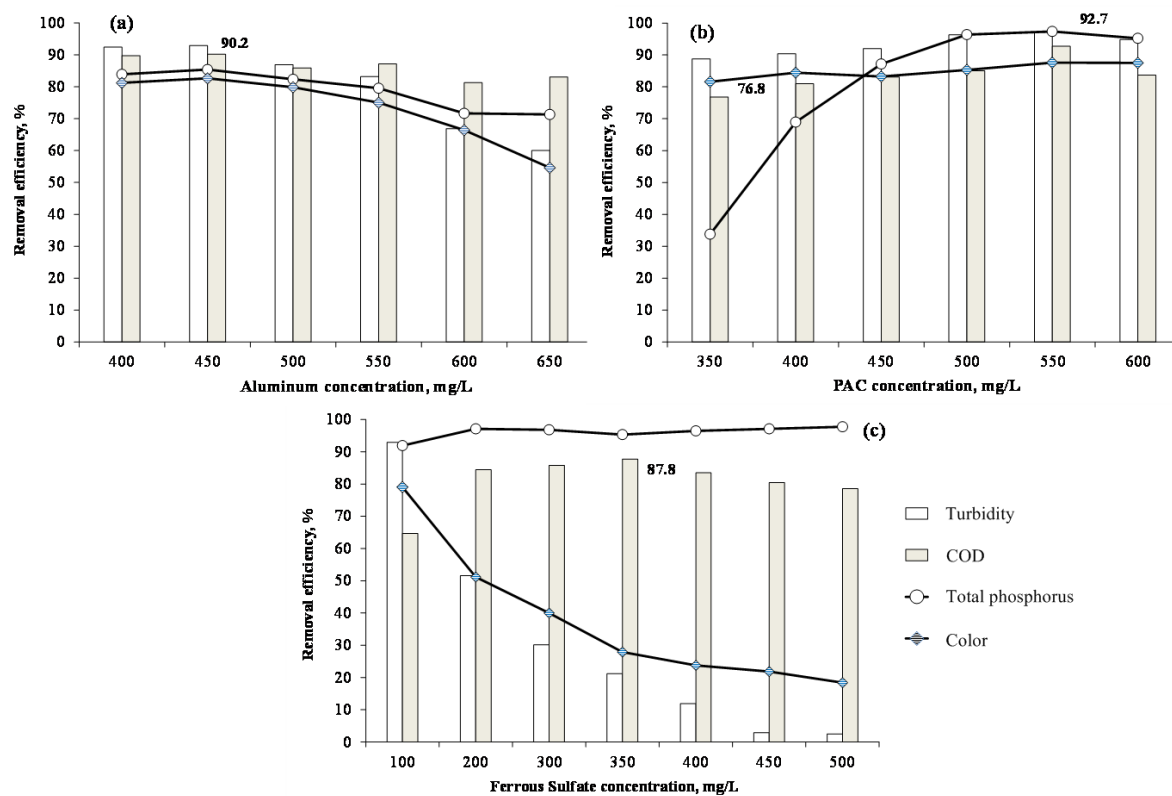 (a)
90.2
100
90
80
70
60
50
40
30
20
10
0
Removal efficiency, %
400 450 500 550 600 650
Aluminum concentration, mg/L
(b)
92.7
76.8
100
90
80
70
60
50
40
30
20
10
0
Removal efficiency, %
350 400 450 500 550 600
PAC concentration, mg/L
(c)
87.8
100
90
80
70
60
50
40
30
20
10
0
Removal efficiency, %
100 200 300 350 400 450 500
Ferrous Sulfate concentration, mg/L
Turbidity
COD
Total phosphorus
Color